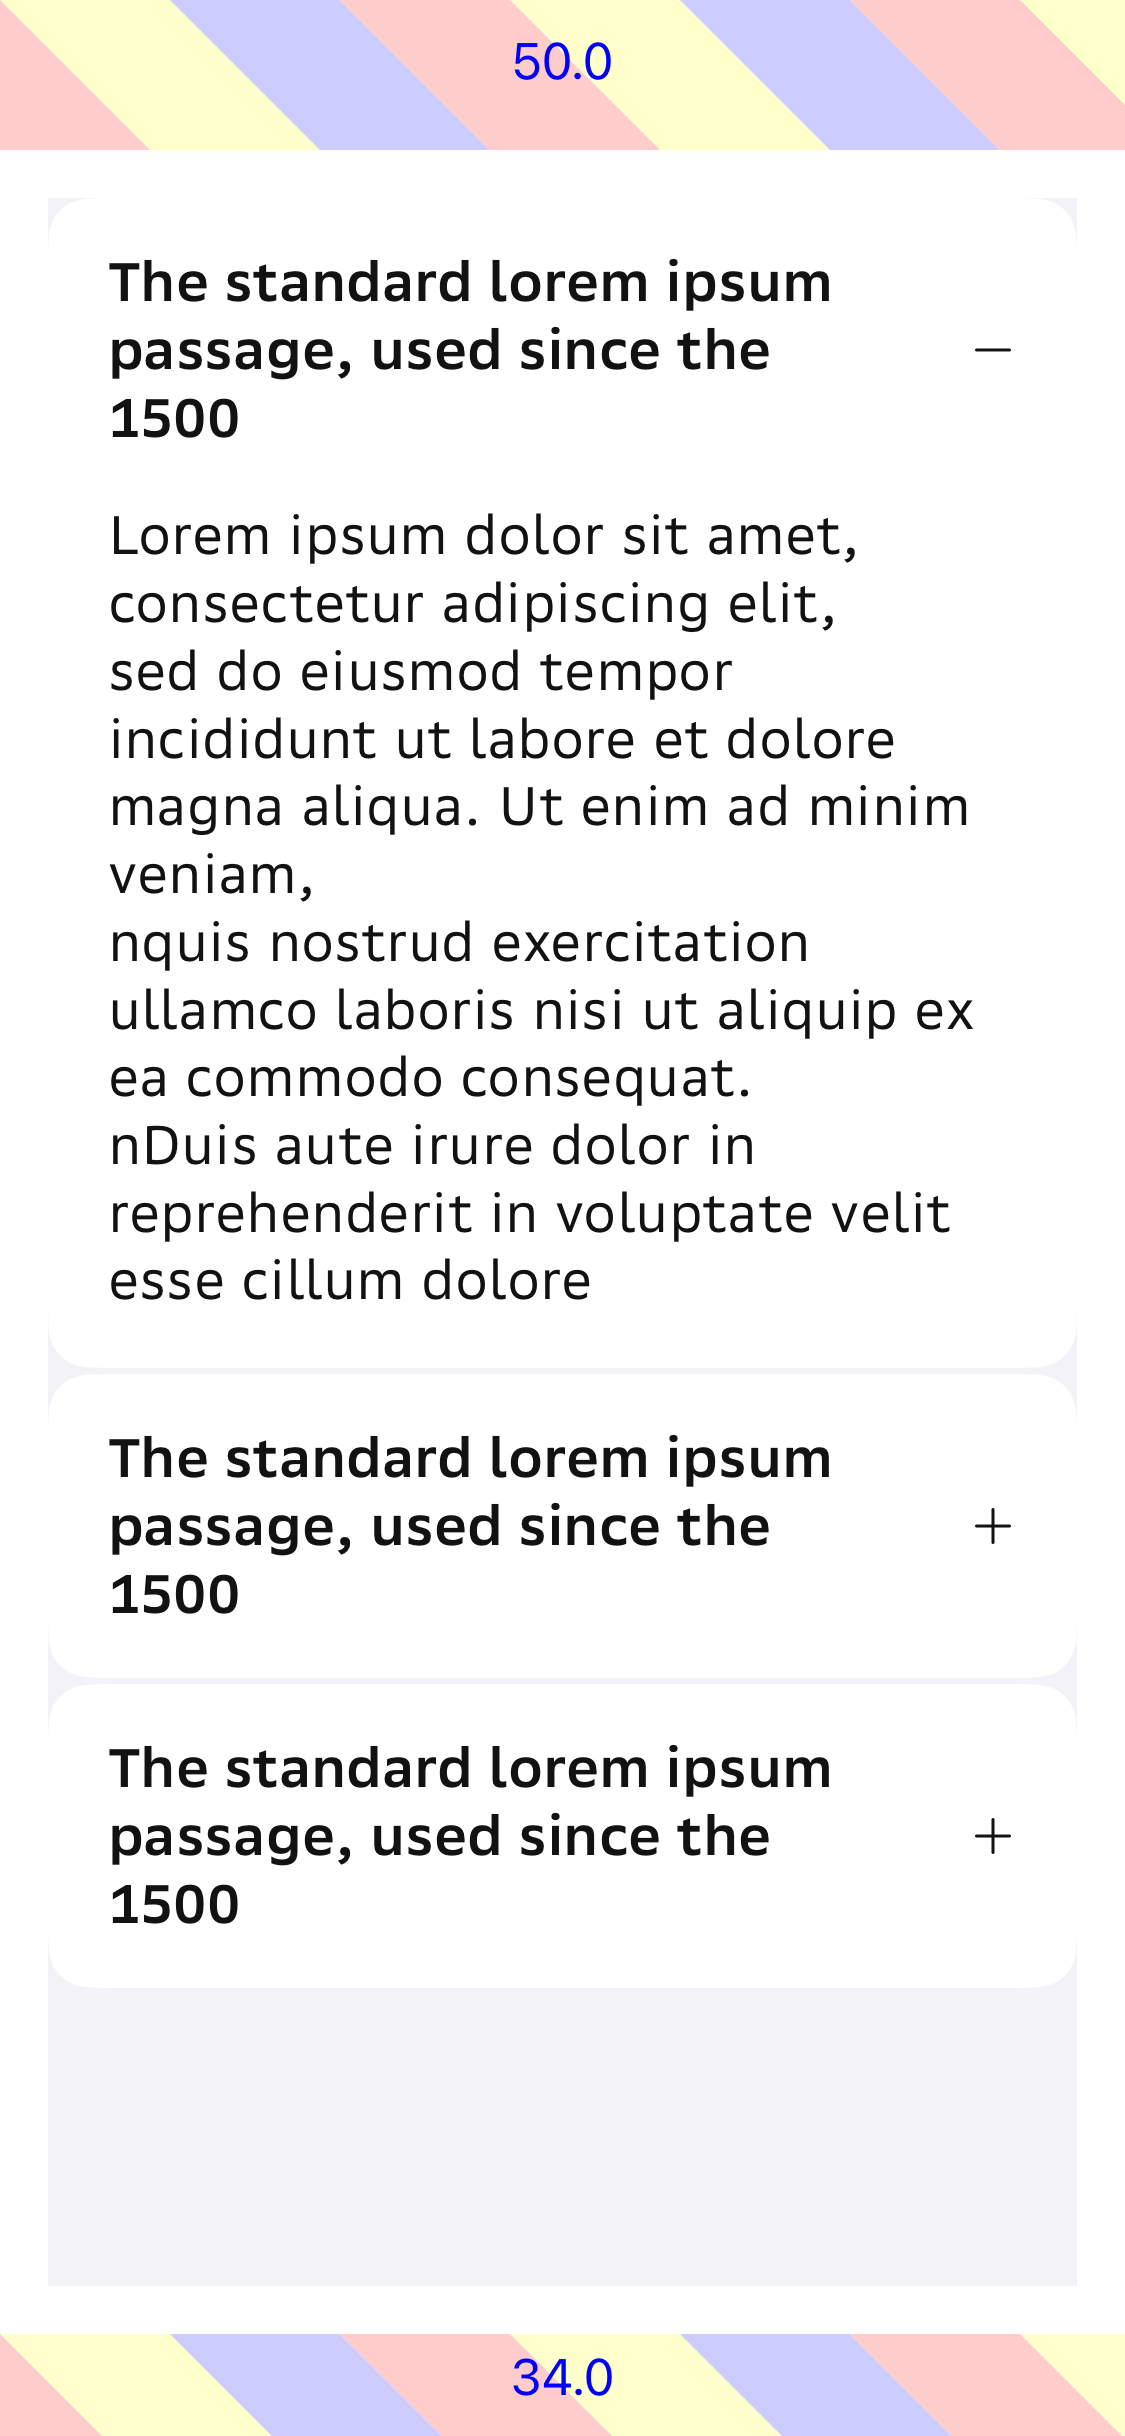 50.0
The standard lorem ipsum
passage, used since the
1500
Lorem ipsum dolor sit amet,
consectetur adipiscing elit,
sed do eiusmod tempor
incididunt ut labore et dolore
magna aliqua. Ut enim ad minim
veniam,
nquis nostrud exercitation
ullamco laboris nisi ut aliquip ex
ea commodo consequat.
nDuis aute irure dolor in
reprehenderit in voluptate velit
esse cillum dolore
The standard lorem ipsum
passage, used since the
1500
The standard lorem ipsum
passage, used since the
1500
34.0